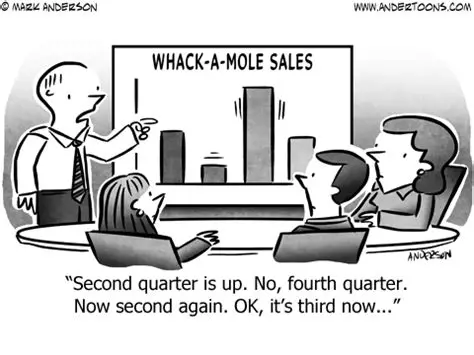 © MARK ANDERSON
WWW.ANDERTOONS.COM
WHACK-A-MOLE SALES
ANDERSON
“Second quarter is up. No, fourth quarter.
Now second again. OK, it’s third now...”